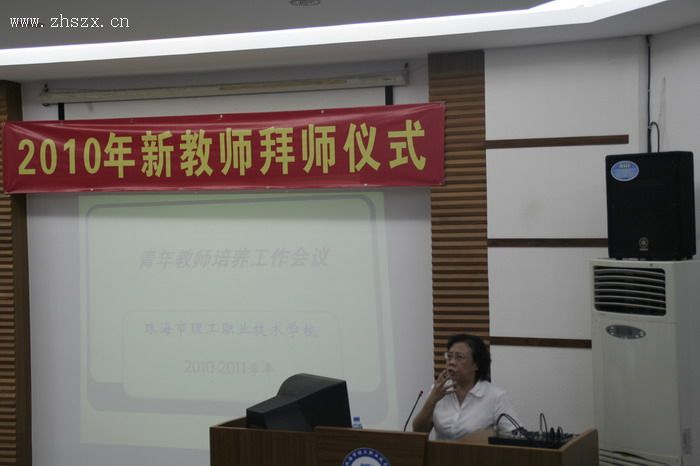 www.zhszx.cn
2010年新教师拜师仪式
青年教师培养工作会议
珠海市理工职业技术学校
2010-2011学年